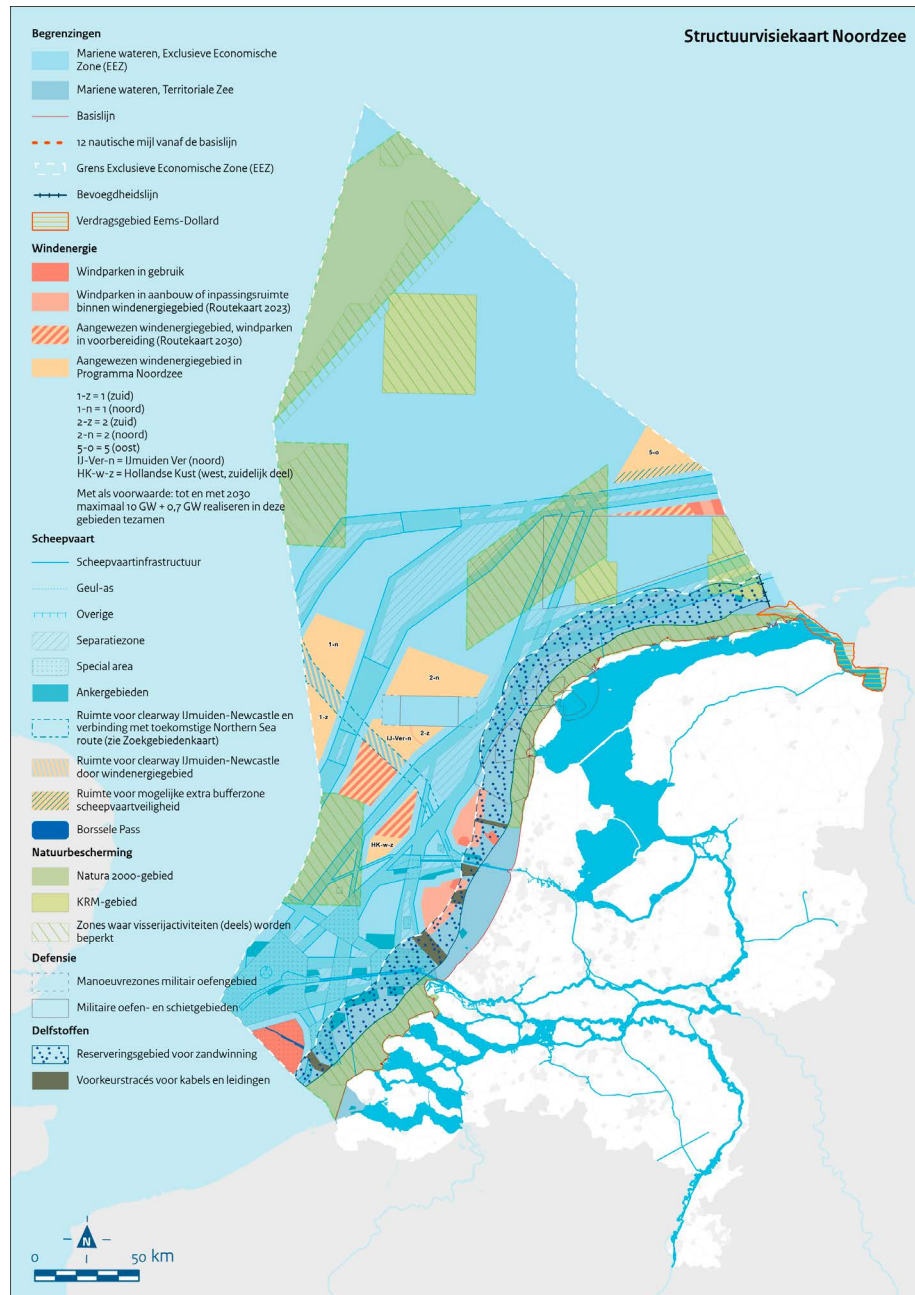 Structuurvisiekaart Noordzee
Begrenzingen
Mariene wateren, Exclusieve Economische
Zone (EEZ)
Mariene wateren, Territoriale Zee
Basislijn
12 nautische mijl vanaf de basislijn
Grens Exclusieve Economische Zone (EEZ)
Bevoegdheidslijn
Verdragsgebied Eems-Dollard
Windenergie
Windparken in gebruik
Windparken in aanbouw of inpassingsruimte
binnen windenergiegebied (Routekaart 2023)
Aangewezen windenergiegebied, windparken
in voorbereiding (Routekaart 2030)
Aangewezen windenergiegebied in
Programma Noordzee
1-z = 1 (zuid)
1-n = 1 (noord)
2-z = 2 (zuid)
2-n = 2 (noord)
5-o = 5 (oost)
IJ-Ver-n = IJmuiden Ver (noord)
HK-w-z = Hollandse Kust (west, zuidelijk deel)
Met als voorwaarde: tot en met 2030
maximaal 10 GW + 0,7 GW realiseren in deze
gebieden tezamen
Scheepvaart
Scheepvaartinfrastructuur
Geul-as
Overige
Separatiezone
Special area
Ankergebieden
Ruimte voor clearway IJmuiden-Newcastle en
verbinding met toekomstige Northern Sea
route (zie Zoekgebiedenkaart)
Ruimte voor clearway IJmuiden-Newcastle
door windenergiegebied
Ruimte voor mogelijke extra bufferzone
scheepvaartveiligheid
Borssele Pass
Natuurbescherming
Natura 2000-gebied
KRM-gebied
Zones waar visserijactiviteiten (deels) worden
beperkt
Defensie
Manoeuvrezones militair oefengebied
Militaire oefen- en schietgebieden
Delfstoffen
Reserveringsgebied voor zandwinning
Voorkeurstracés voor kabels en leidingen
5-o
1-n
2-n
1-z
IJ-Ver-n
2-z
HK-w-z
N
0
50 km